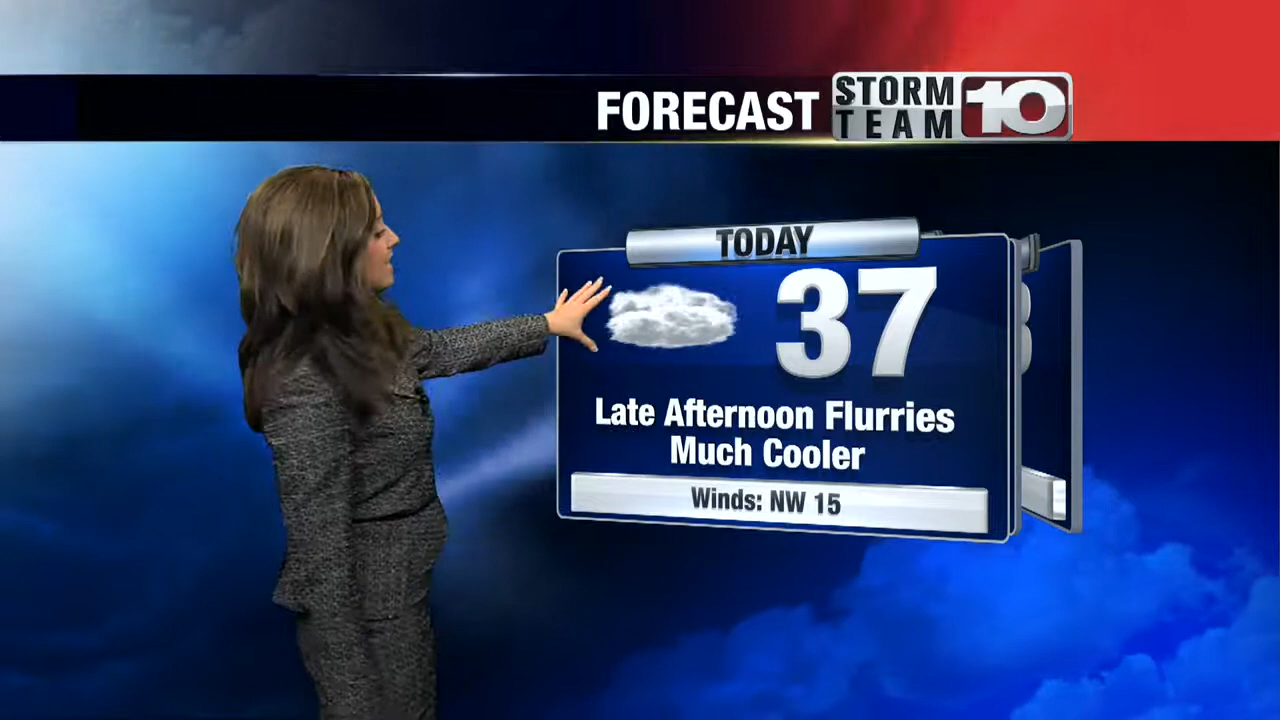 FORECAST
STORM
TEAM
10
TODAY
37
Late Afternoon Flurries
Much Cooler
Winds: NW 15